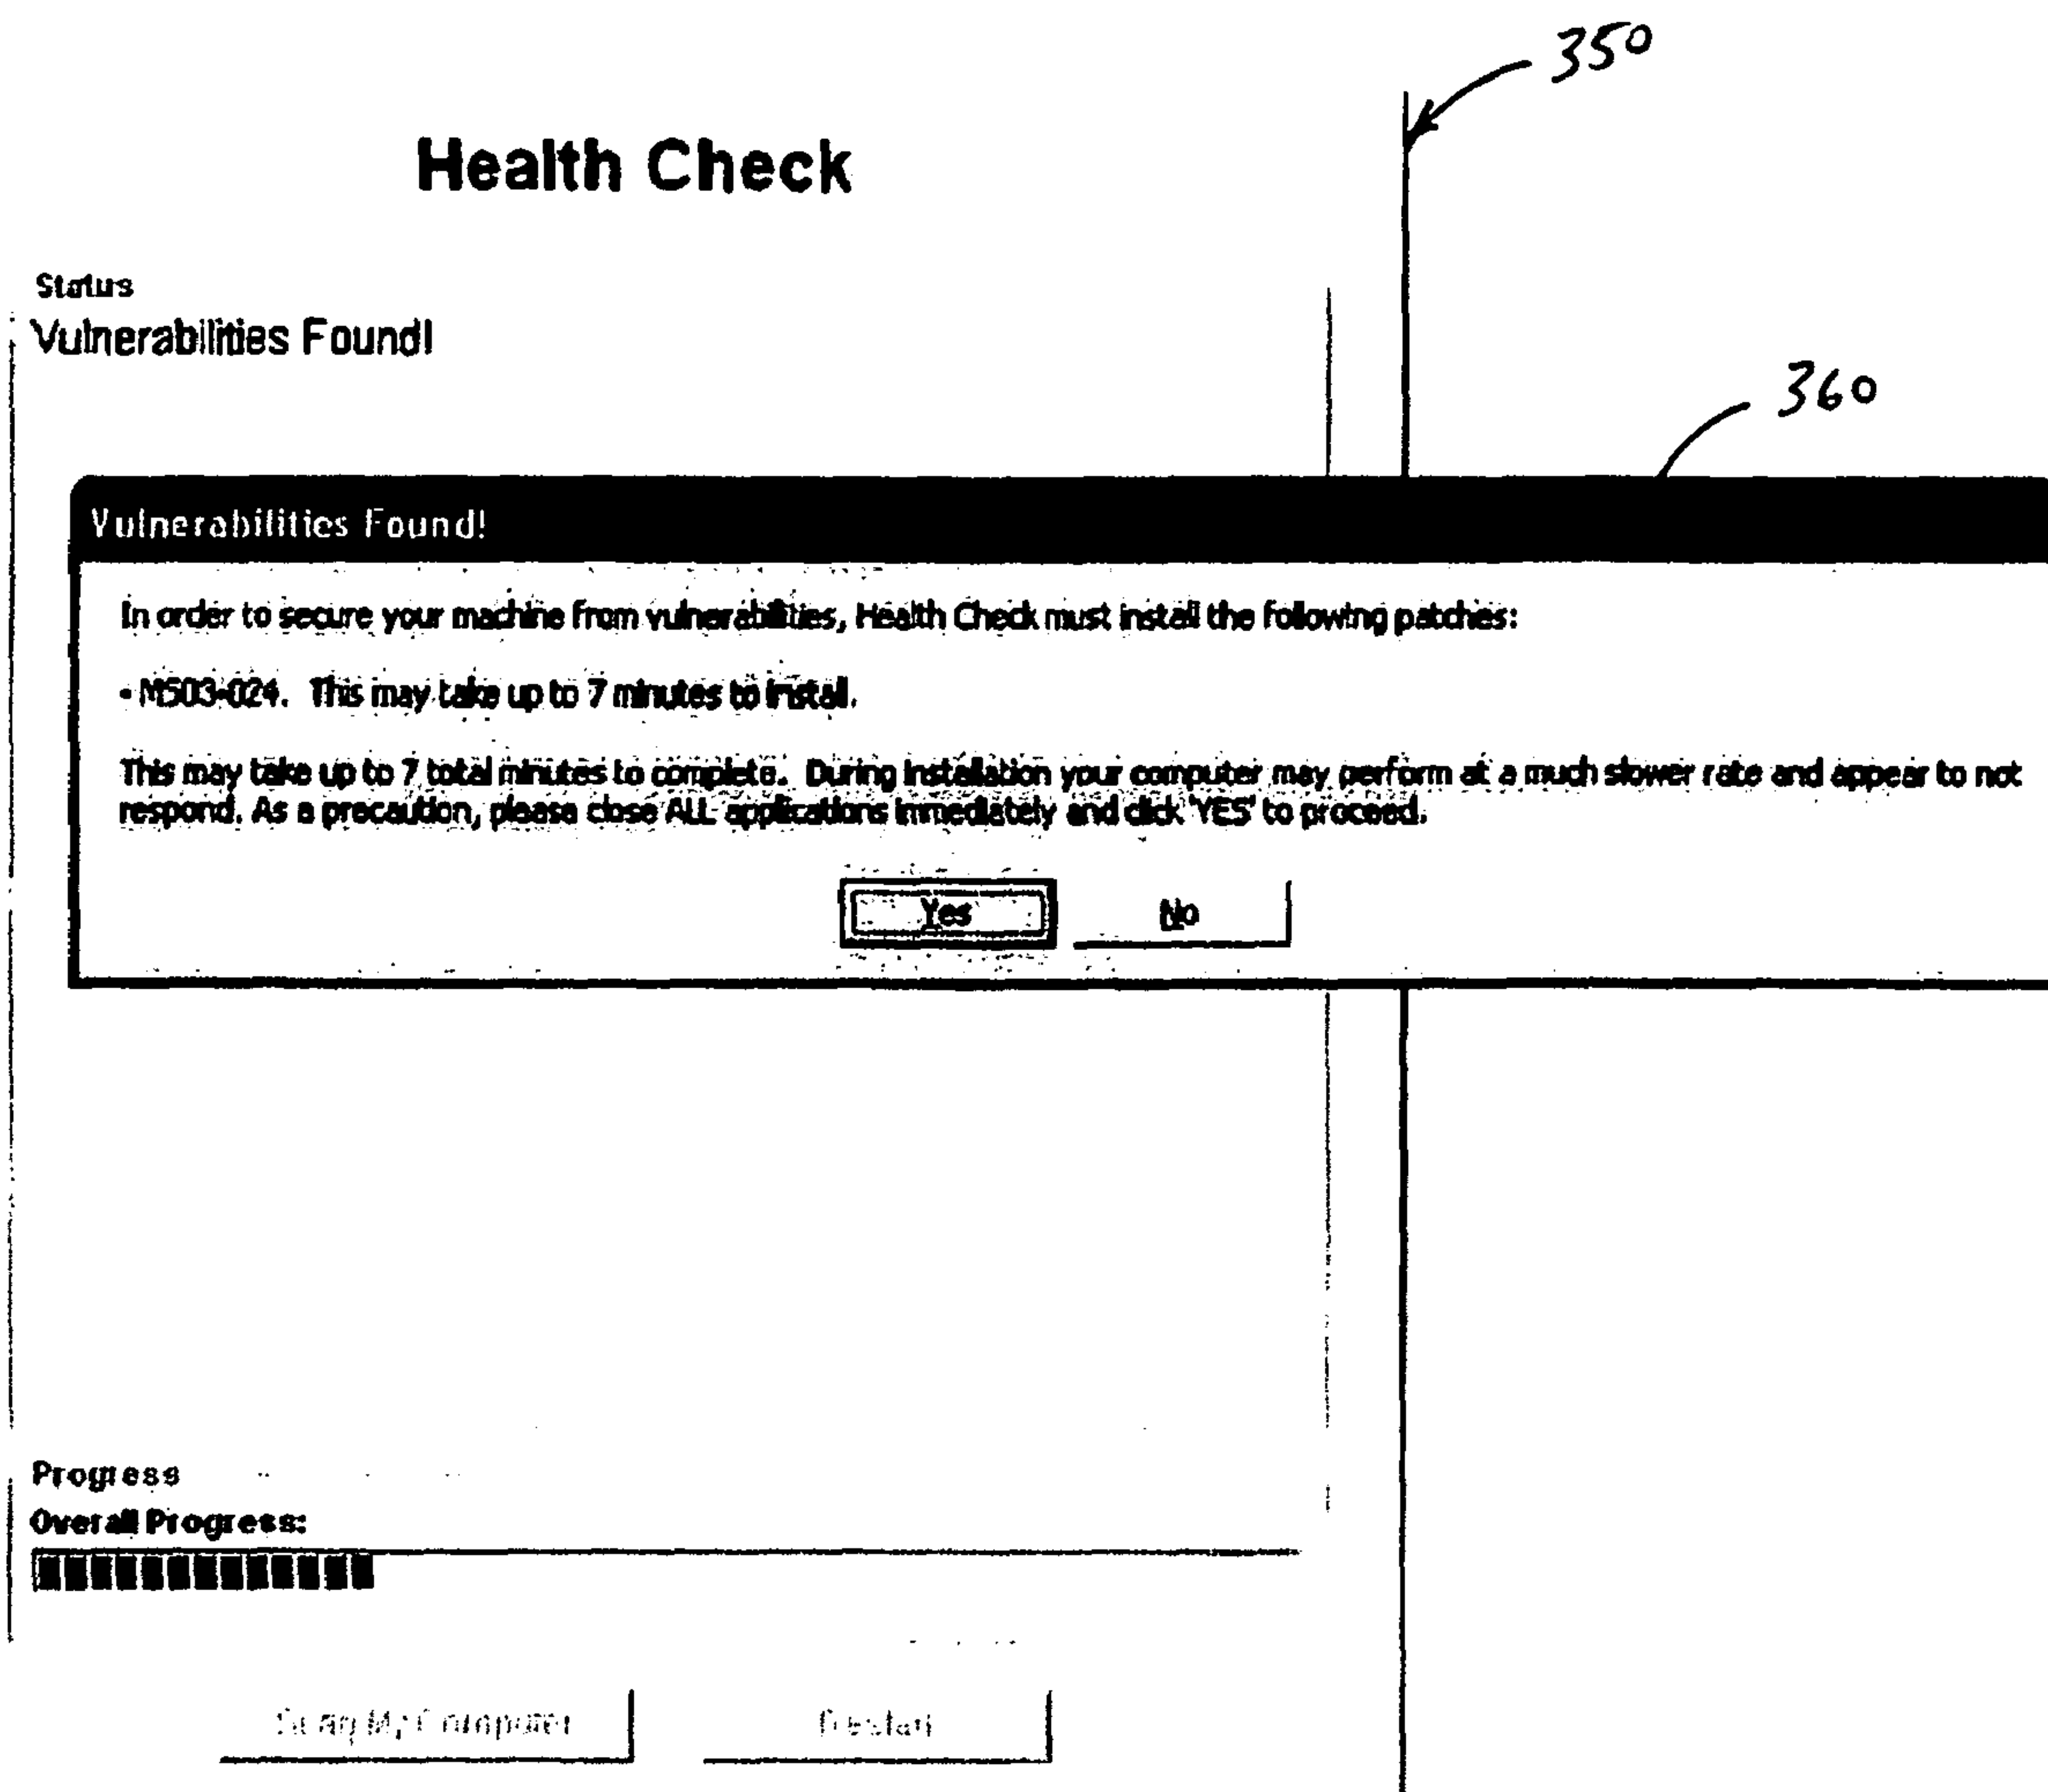 350
Health Check
Status
Vulnerabilities Found!
360
Vulnerabilities Found!
In order to secure your machine from vulnerabilities, Health Check must install the following patches:
- MS03-024. This may take up to 7 minutes to install.
This may take up to 7 total minutes to complete. During installation your computer may perform at a much slower rate and appear to not
respond. As a precaution, please close ALL applications immediately and click 'YES' to proceed.
Yes No
Progress
Overall Progress:
Scan My Computer Restart